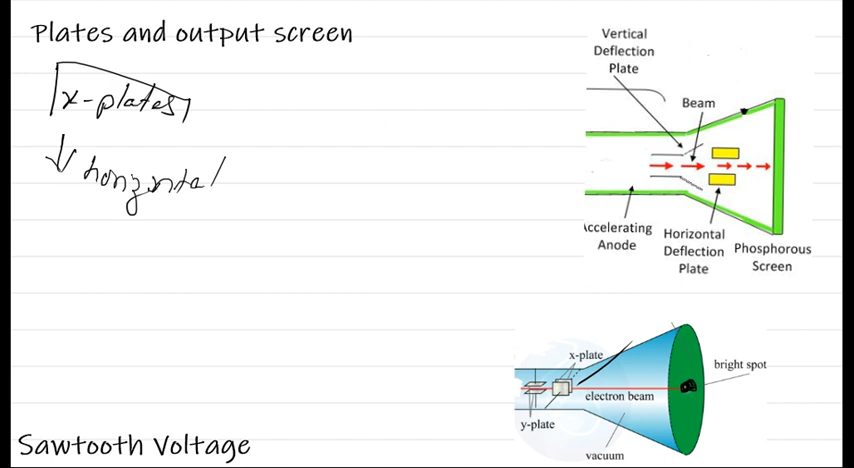 Plates and output screen
x-plates,
horizontal
Vertical
Deflection
Plate
Beam
Accelerating
Anode
Horizontal
Deflection
Plate
Phosphorous
Screen
x-plate
bright spot
electron beam
y-plate
vacuum
Sawtooth Voltage